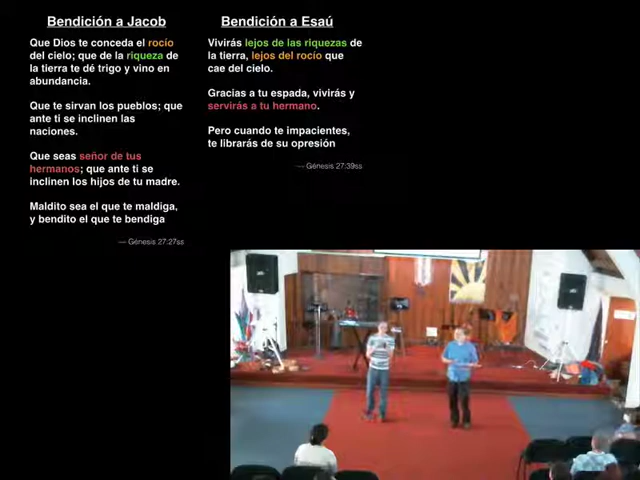 Bendición a Jacob
Que Dios te conceda el rocío
del cielo; que de la riqueza de
la tierra te dé trigo y vino en
abundancia.
Que te sirvan los pueblos; que
ante ti se inclinen las
naciones.
Que seas señor de tus
hermanos; que ante ti se
inclinen los hijos de tu madre.
Maldito sea el que te maldiga,
y bendito el que te bendiga
— Génesis 27:27ss
Bendición a Esaú
Vivirás lejos de las riquezas de
la tierra, lejos del rocío que
cae del cielo.
Gracias a tu espada, vivirás y
servirás a tu hermano.
Pero cuando te impacientes,
te librarás de su opresión
— Génesis 27:39ss